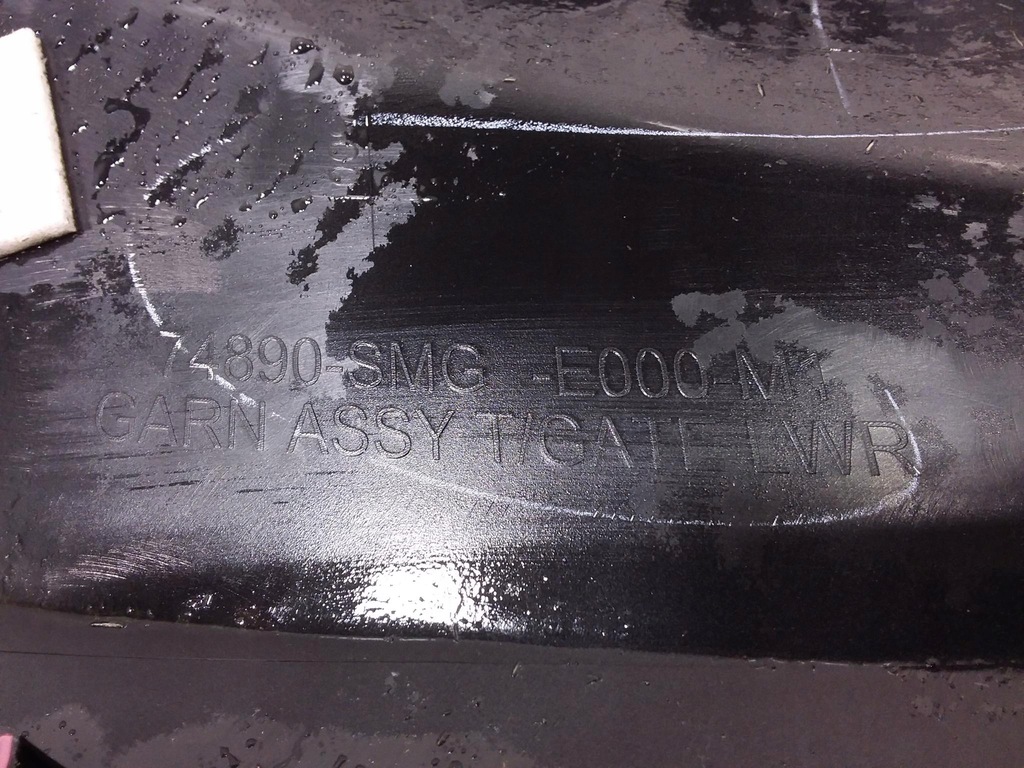 74890-SMG -E000-M1
GARN ASSY T/GATE LWR